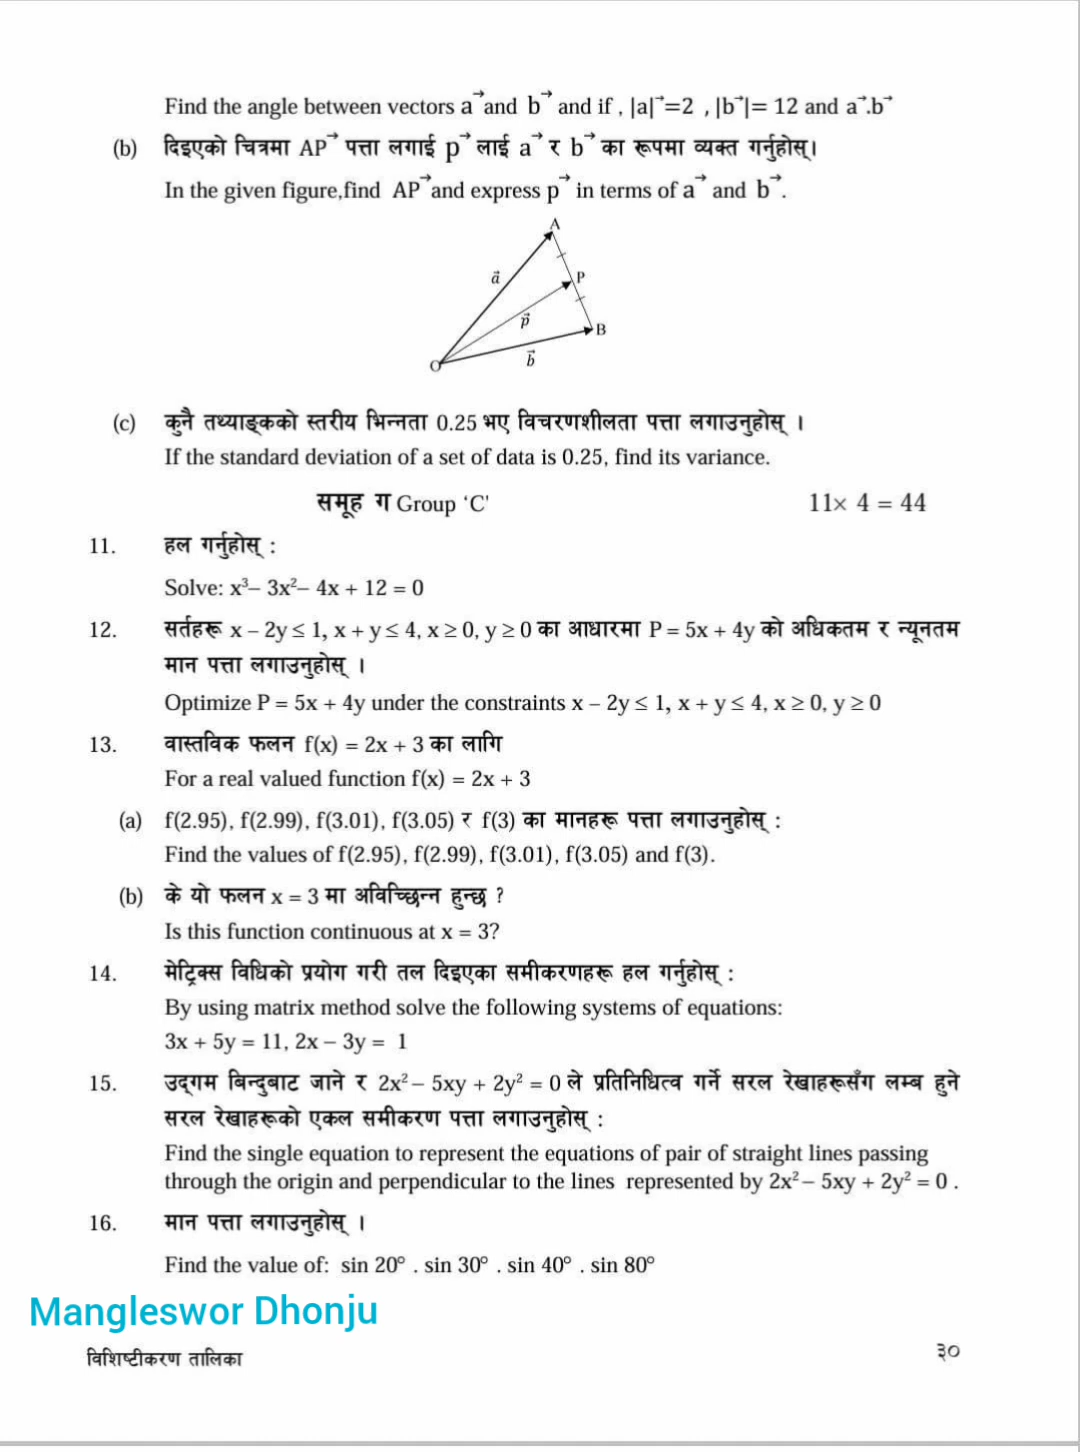 Find the angle between vectors a→ and b→ and if , |a|→=2 , |b→|= 12 and a→.b→
(b) दिइएको चित्रमा AP→ पत्ता लगाई p→ लाई a→ र b→ का रूपमा व्यक्त गर्नुहोस्।
In the given figure,find AP→and express p→ in terms of a→ and b→.
A
a⃗
P
p⃗
B
O
b⃗
(c) कुनै तथ्याङ्कको स्तरीय भिन्नता 0.25 भए विचरणशीलता पत्ता लगाउनुहोस् ।
If the standard deviation of a set of data is 0.25, find its variance.
समूह ग Group ‘C' 11× 4 = 44
11. हल गर्नुहोस् :
Solve: x³– 3x²– 4x + 12 = 0
12. सर्तहरू x – 2y ≤ 1, x + y ≤ 4, x ≥ 0, y ≥ 0 का आधारमा P = 5x + 4y को अधिकतम र न्यूनतम
मान पत्ता लगाउनुहोस् ।
Optimize P = 5x + 4y under the constraints x – 2y ≤ 1, x + y ≤ 4, x ≥ 0, y ≥ 0
13. वास्तविक फलन f(x) = 2x + 3 का लागि
For a real valued function f(x) = 2x + 3
(a) f(2.95), f(2.99), f(3.01), f(3.05) र f(3) का मानहरू पत्ता लगाउनुहोस् :
Find the values of f(2.95), f(2.99), f(3.01), f(3.05) and f(3).
(b) के यो फलन x = 3 मा अविच्छिन्न हुन्छ ?
Is this function continuous at x = 3?
14. मेट्रिक्स विधिको प्रयोग गरी तल दिइएका समीकरणहरू हल गर्नुहोस् :
By using matrix method solve the following systems of equations:
3x + 5y = 11, 2x – 3y = 1
15. उद्‌गम बिन्दुबाट जाने र 2x² – 5xy + 2y² = 0 ले प्रतिनिधित्व गर्ने सरल रेखाहरूसँग लम्ब हुने
सरल रेखाहरूको एकल समीकरण पत्ता लगाउनुहोस् :
Find the single equation to represent the equations of pair of straight lines passing
through the origin and perpendicular to the lines represented by 2x² – 5xy + 2y² = 0 .
16. मान पत्ता लगाउनुहोस् ।
Find the value of: sin 20° . sin 30° . sin 40° . sin 80°
Mangleswor Dhonju
विशिष्टीकरण तालिका ३०